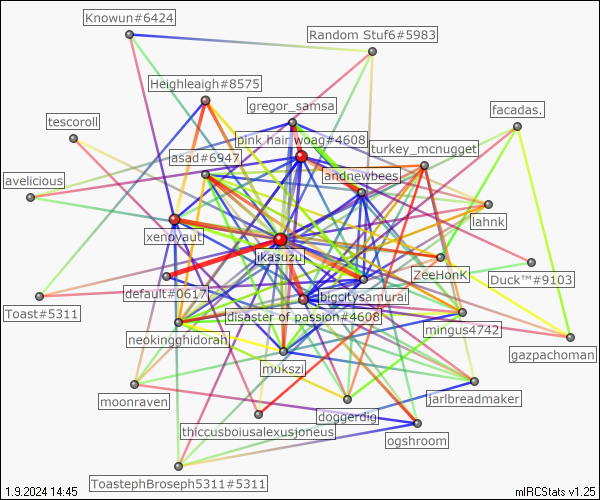 Knowun#6424
Random Stuf6#5983
Heighleaigh#8575
gregor_samsa
facadas.
tescoroll
pink hair woag#4608
turkey_mcnugget
asad#6947
andnewbees
avelicious
lahnk
xenoyaut
ikasuzu
ZeeHonk
Duck™#9103
default#0617
bigcitysamurai
Toast#5311
disaster of passion#4608
mingus4742
neokingghidorah
gazpachoman
mukszi
moonraven
jarlbreadmaker
doggerdig
thiccusboiusalexusjoneus
ogshroom
ToastephBroseph5311#5311
1.9.2024 14:45
mIRCStats v1.25